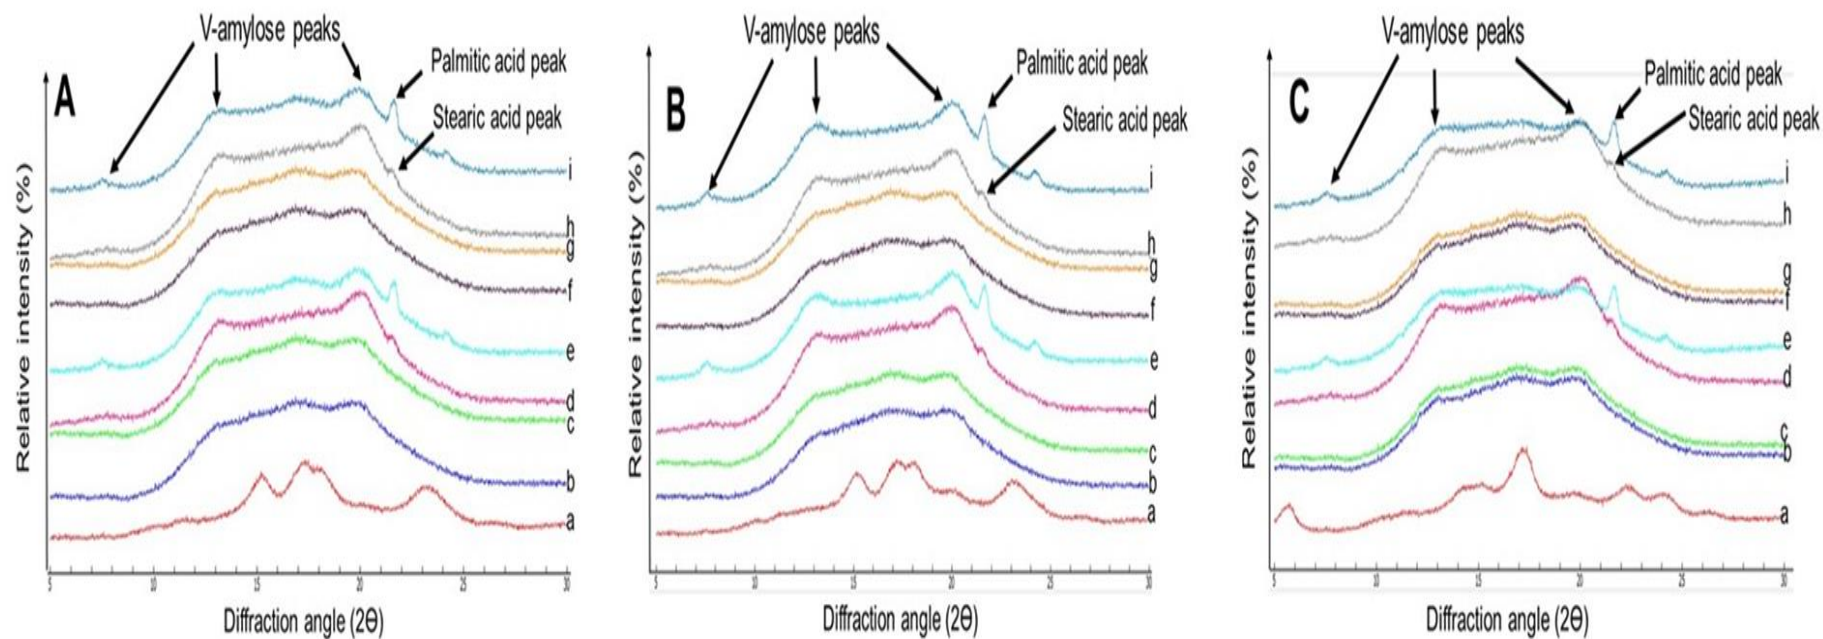 A
V-amylose peaks
Palmitic acid peak
Stearic acid peak
i
h
g
f
e
d
c
b
a
Relative intensity (%)
Diffraction angle (2Θ)
B
V-amylose peaks
Palmitic acid peak
Stearic acid peak
i
h
g
f
e
d
c
b
a
Relative intensity (%)
Diffraction angle (2Θ)
C
V-amylose peaks
Palmitic acid peak
Stearic acid peak
i
h
g
f
e
d
c
b
a
Relative intensity (%)
Diffraction angle (2Θ)